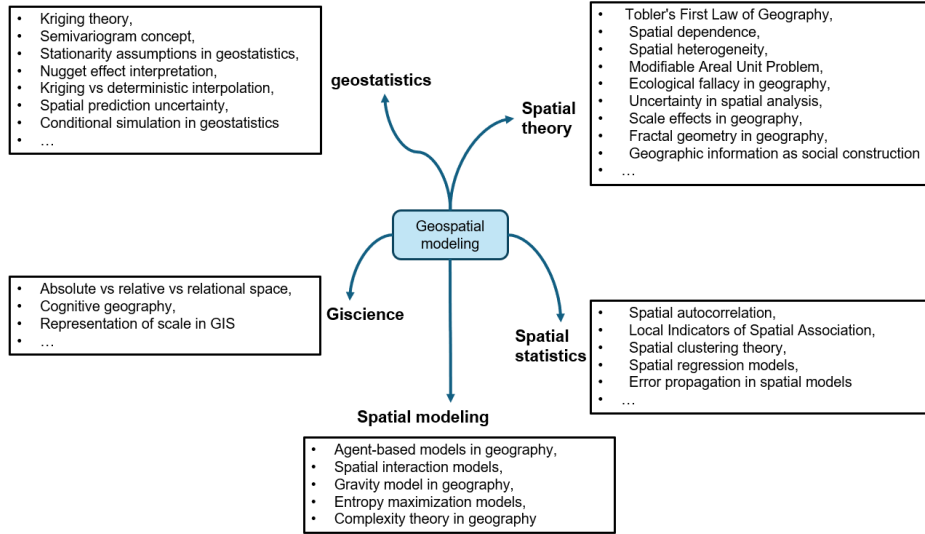 • Kriging theory,
• Semivariogram concept,
• Stationarity assumptions in geostatistics,
• Nugget effect interpretation,
• Kriging vs deterministic interpolation,
• Spatial prediction uncertainty,
• Conditional simulation in geostatistics
• …
geostatistics
Spatial
theory
• Tobler's First Law of Geography,
• Spatial dependence,
• Spatial heterogeneity,
• Modifiable Areal Unit Problem,
• Ecological fallacy in geography,
• Uncertainty in spatial analysis,
• Scale effects in geography,
• Fractal geometry in geography,
• Geographic information as social construction
• …
Geospatial
modeling
• Absolute vs relative vs relational space,
• Cognitive geography,
• Representation of scale in GIS
• …
Giscience
Spatial
statistics
• Spatial autocorrelation,
• Local Indicators of Spatial Association,
• Spatial clustering theory,
• Spatial regression models,
• Error propagation in spatial models
• …
Spatial modeling
• Agent-based models in geography,
• Spatial interaction models,
• Gravity model in geography,
• Entropy maximization models,
• Complexity theory in geography